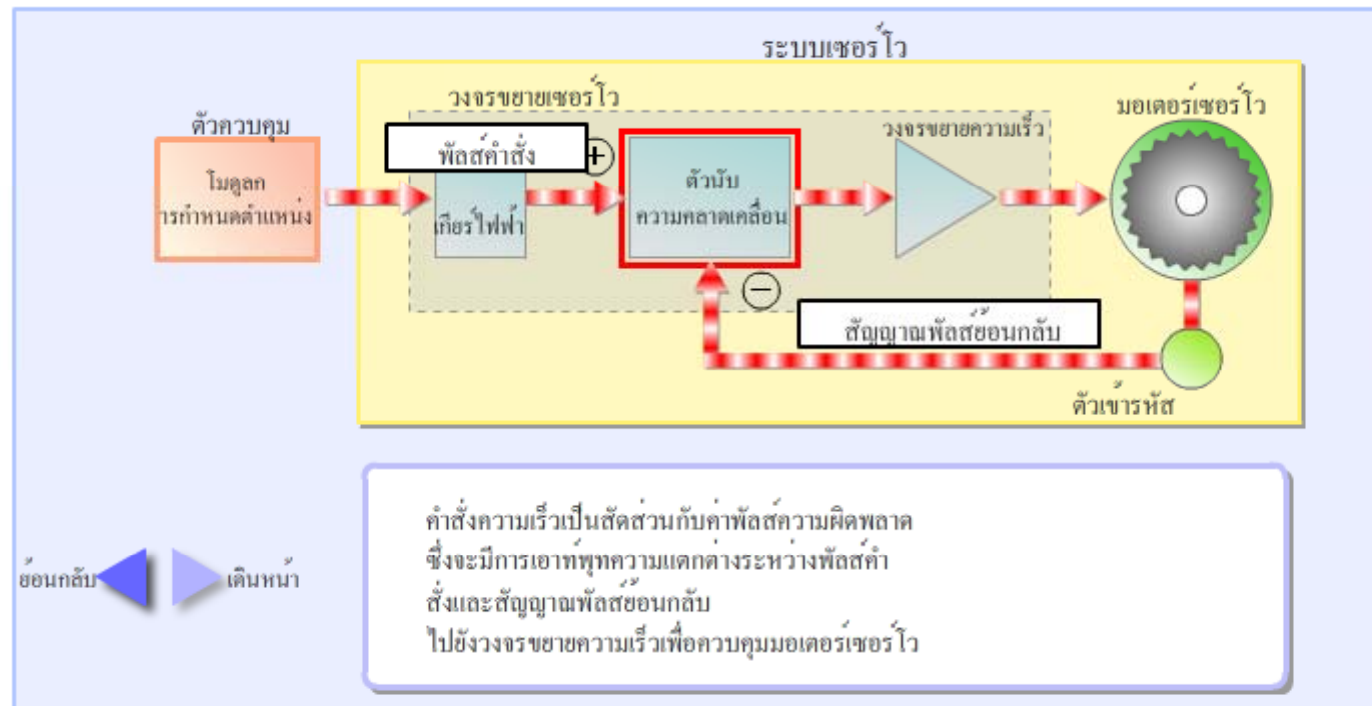 ระบบเซอร์โว
วงจรขยายเซอร์โว
ตัวควบคุม
พัลส์คำสั่ง
+
วงจรขยายความเร็ว
มอเตอร์เซอร์โว
โมดูลก
ารกำหนดตำแหน่ง
เกียร์ไฟฟ้า
ตัวนับ
ความคลาดเคลื่อน
−
สัญญาณพัลส์ย้อนกลับ
ตัวเข้ารหัส
คำสั่งความเร็วเป็นสัดส่วนกับค่าพัลส์ความผิดพลาด
ซึ่งจะมีการเอาท์พุทความแตกต่างระหว่างพัลส์คำ
สั่งและสัญญาณพัลส์ย้อนกลับ
ไปยังวงจรขยายความเร็วเพื่อควบคุมมอเตอร์เซอร์โว
ย้อนกลับ
เดินหน้า